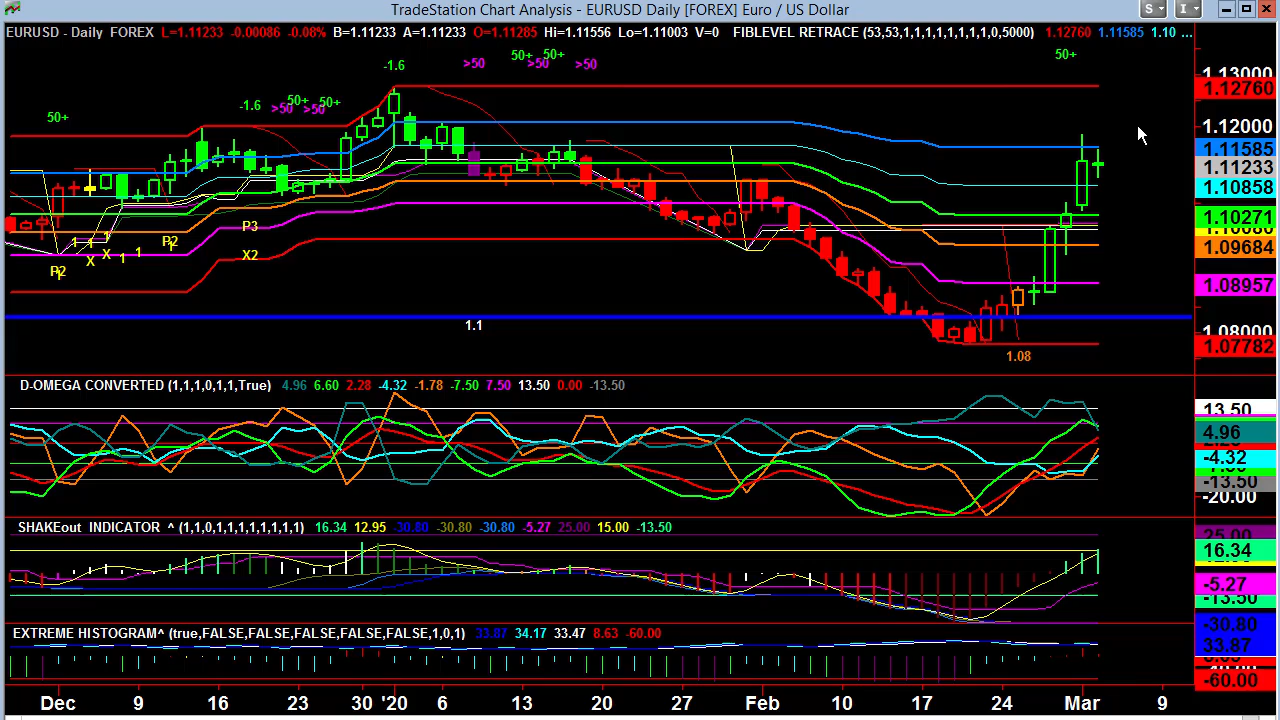 TradeStation Chart Analysis - EURUSD Daily [FOREX] Euro / US Dollar
S I
EURUSD - Daily FOREX L=1.11233 -0.00086 -0.08% B=1.11233 A=1.11233 O=1.11285 Hi=1.11556 Lo=1.11003 V=0 FIBLEVEL RETRACE (53,53,1,1,1,1,1,1,1,1,0,5000) 1.12760 1.11585 1.10 ...
50+ -1.6 >50 50+ >50 50+ -1.6 >50 50+ >50 50+ >50 50+
1.13000
1.12760
1.12000
1.11585
1.11233
1.10858
1.10271
1.09684
1.08957
1.08000
1.07782
P2 1 1 1 1 X X 1 1 P2 1 P3
X2
1.1
1.08
D-OMEGA CONVERTED (1,1,1,0,1,1,True) 4.96 6.60 2.28 -4.32 -1.78 -7.50 7.50 13.50 0.00 -13.50
13.50
4.96
-4.32
-13.50
-20.00
SHAKEout INDICATOR ^ (1,1,0,1,1,1,1,1,1,1,1) 16.34 12.95 -30.80 -30.80 -30.80 -5.27 25.00 15.00 -13.50
25.00
16.34
-5.27
-13.50
-30.80
EXTREME HISTOGRAM^ (true,FALSE,FALSE,FALSE,FALSE,FALSE,1,0,1) 33.87 34.17 33.47 8.63 -60.00
33.87
-60.00
Dec 9 16 23 30 '20 6 13 20 27 Feb 10 17 24 Mar 9